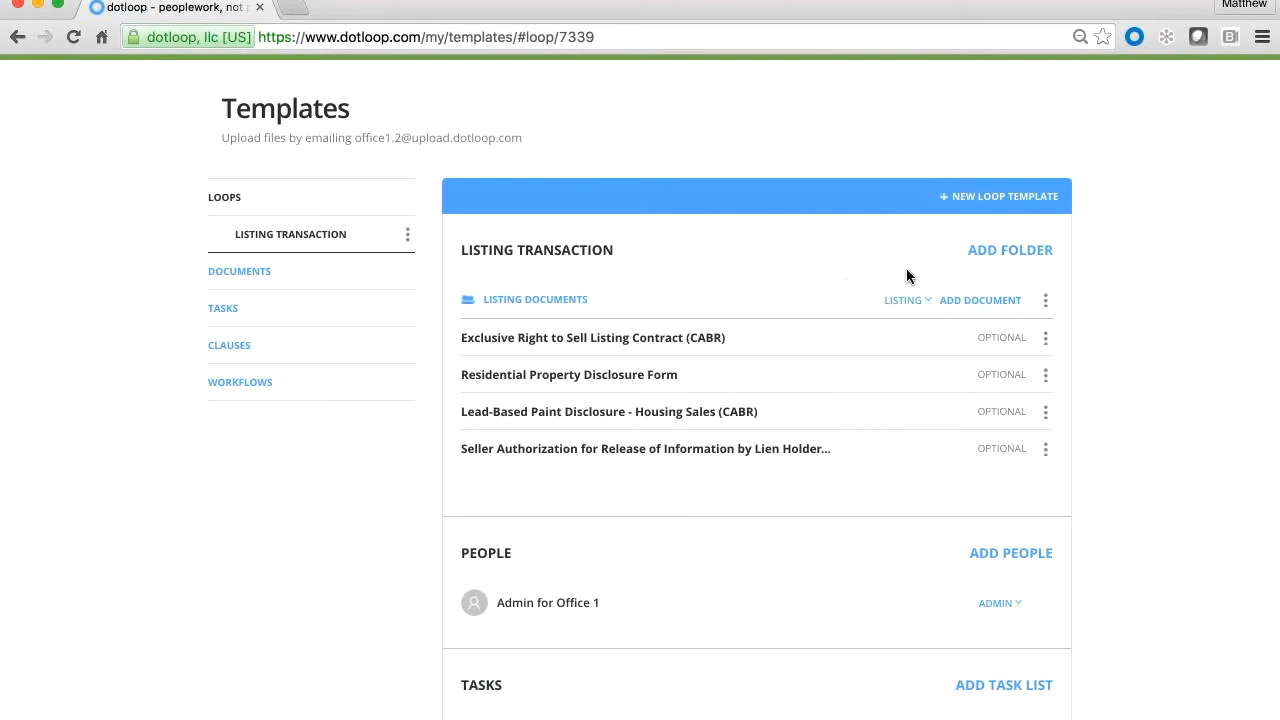 dotloop - peoplework, not
Matthew
dotloop, llc [US] https://www.dotloop.com/my/templates/#loop/7339
Templates
Upload files by emailing office1.2@upload.dotloop.com
LOOPS
LISTING TRANSACTION
DOCUMENTS
TASKS
CLAUSES
WORKFLOWS
+ NEW LOOP TEMPLATE
LISTING TRANSACTION ADD FOLDER
LISTING DOCUMENTS LISTING ADD DOCUMENT
Exclusive Right to Sell Listing Contract (CABR) OPTIONAL
Residential Property Disclosure Form OPTIONAL
Lead-Based Paint Disclosure - Housing Sales (CABR) OPTIONAL
Seller Authorization for Release of Information by Lien Holder... OPTIONAL
PEOPLE ADD PEOPLE
Admin for Office 1 ADMIN
TASKS ADD TASK LIST